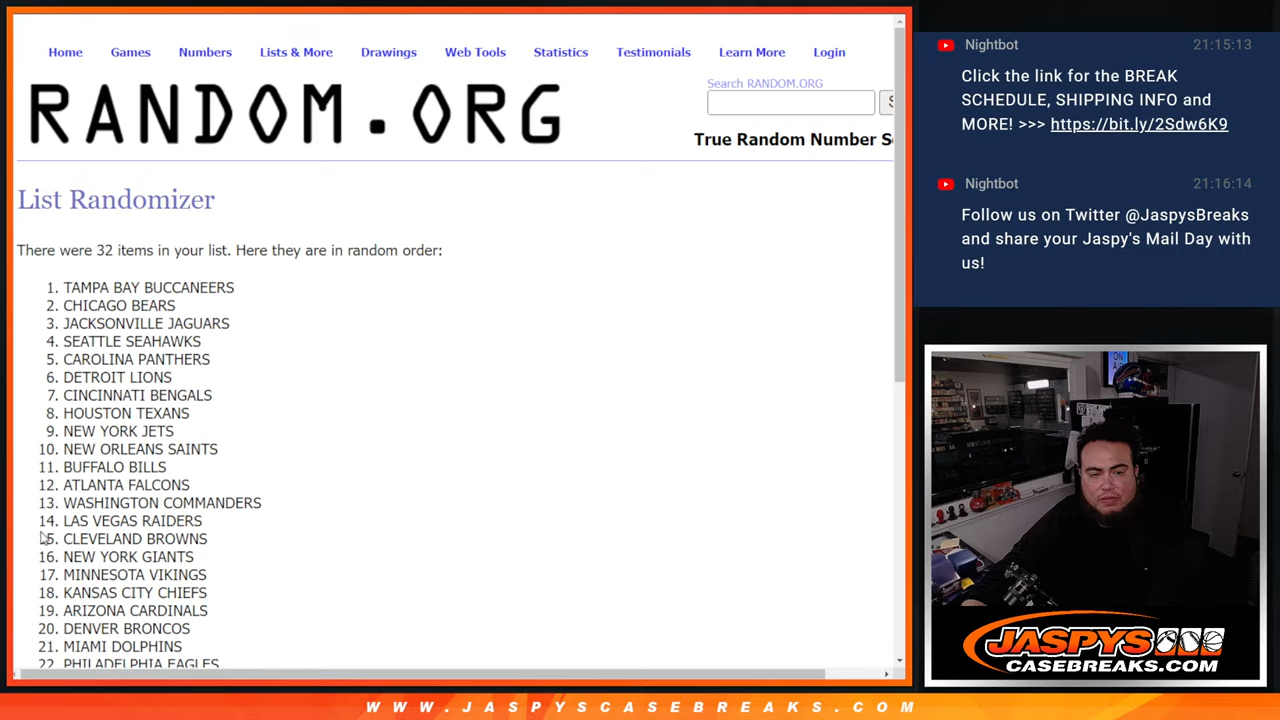 Home Games Numbers Lists & More Drawings Web Tools Statistics Testimonials Learn More Login
RANDOM.ORG
Search RANDOM.ORG
True Random Number S
List Randomizer
There were 32 items in your list. Here they are in random order:
1. TAMPA BAY BUCCANEERS
2. CHICAGO BEARS
3. JACKSONVILLE JAGUARS
4. SEATTLE SEAHAWKS
5. CAROLINA PANTHERS
6. DETROIT LIONS
7. CINCINNATI BENGALS
8. HOUSTON TEXANS
9. NEW YORK JETS
10. NEW ORLEANS SAINTS
11. BUFFALO BILLS
12. ATLANTA FALCONS
13. WASHINGTON COMMANDERS
14. LAS VEGAS RAIDERS
15. CLEVELAND BROWNS
16. NEW YORK GIANTS
17. MINNESOTA VIKINGS
18. KANSAS CITY CHIEFS
19. ARIZONA CARDINALS
20. DENVER BRONCOS
21. MIAMI DOLPHINS
22. PHILADELPHIA EAGLES
Nightbot 21:15:13
Click the link for the BREAK
SCHEDULE, SHIPPING INFO and
MORE! >>> https://bit.ly/2Sdw6K9
Nightbot 21:16:14
Follow us on Twitter @JaspysBreaks
and share your Jaspy's Mail Day with
us!
JASPYS
CASEBREAKS.COM
WWW.JASPYSCASEBREAKS.COM